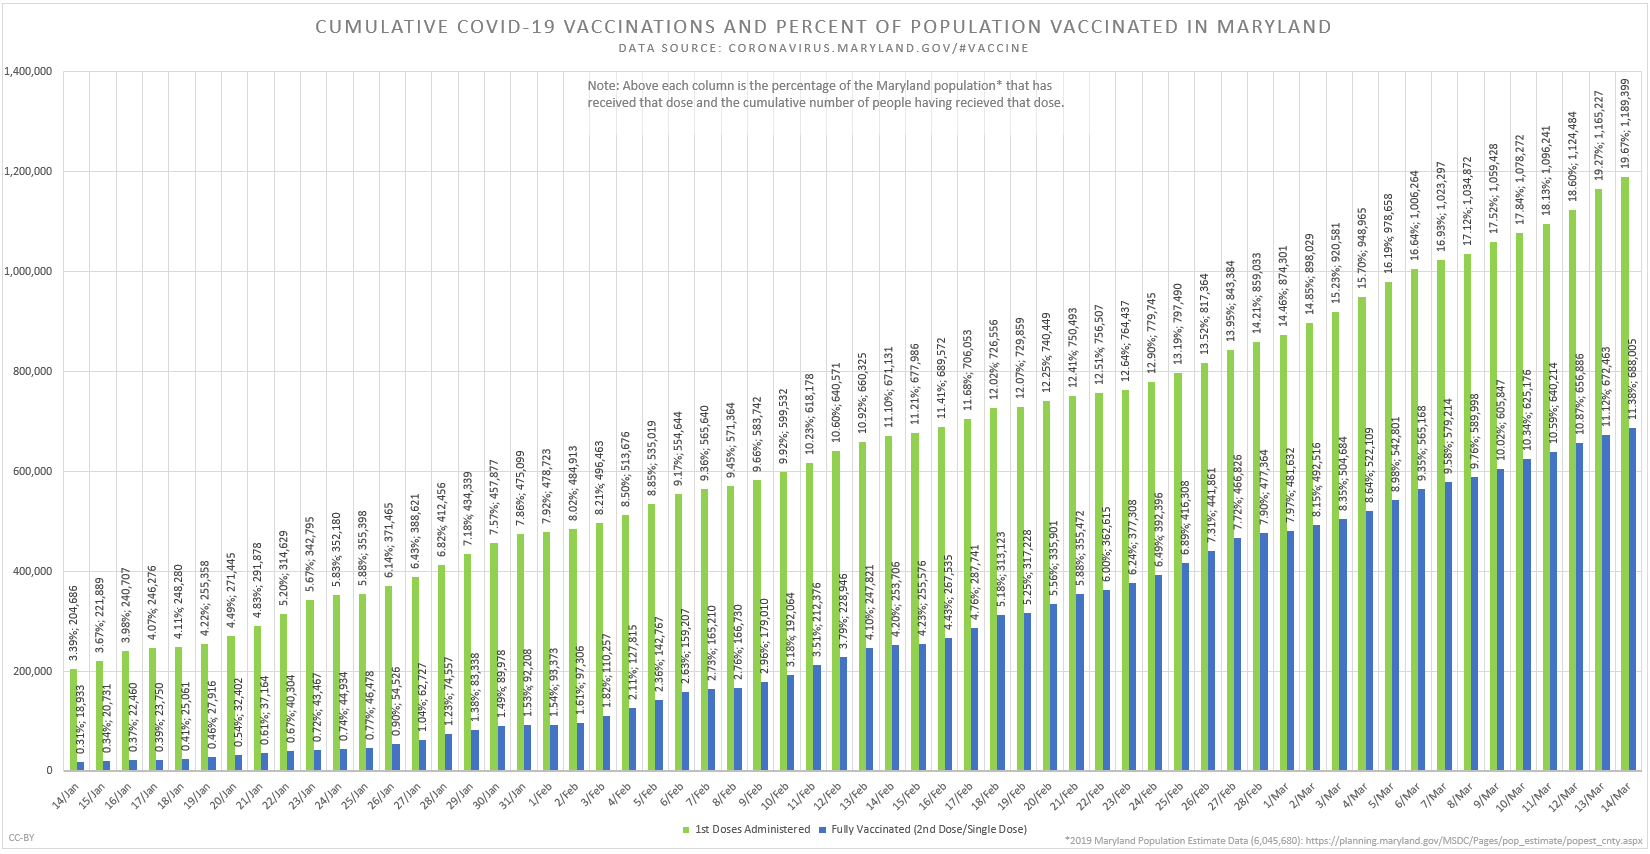 CUMULATIVE COVID-19 VACCINATIONS AND PERCENT OF POPULATION VACCINATED IN MARYLAND
DATA SOURCE: CORONAVIRUS.MARYLAND.GOV/#VACCINE
Note: Above each column is the percentage of the Maryland population* that has
received that dose and the cumulative number of people having recieved that dose.
1,400,000
1,200,000
1,000,000
800,000
600,000
400,000
200,000
0
3.39%; 204,686
0.31%; 18,933
3.67%; 221,889
0.34%; 20,731
3.98%; 240,707
0.37%; 22,460
4.07%; 246,276
0.39%; 23,750
4.11%; 248,280
0.41%; 25,061
4.22%; 255,358
0.46%; 27,916
4.49%; 271,445
0.54%; 32,402
4.83%; 291,878
0.61%; 37,164
5.20%; 314,629
0.67%; 40,304
5.67%; 342,795
0.72%; 43,467
5.83%; 352,180
0.74%; 44,934
5.88%; 355,398
0.77%; 46,478
6.14%; 371,465
0.90%; 54,526
6.43%; 388,621
1.04%; 62,727
6.82%; 412,456
1.23%; 74,557
7.18%; 434,339
1.38%; 83,338
7.57%; 457,877
1.49%; 89,978
7.86%; 475,099
1.53%; 92,208
7.92%; 478,723
1.54%; 93,373
8.02%; 484,913
1.61%; 97,306
8.21%; 496,463
1.82%; 110,257
8.50%; 513,676
2.11%; 127,815
8.85%; 535,019
2.36%; 142,767
9.17%; 554,644
2.63%; 159,207
9.36%; 565,640
2.73%; 165,210
9.45%; 571,364
2.76%; 166,730
9.66%; 583,742
2.96%; 179,010
9.92%; 599,532
3.18%; 192,064
10.23%; 618,178
3.51%; 212,376
10.60%; 640,571
3.79%; 228,946
10.92%; 660,325
4.10%; 247,821
11.10%; 671,131
4.20%; 253,706
11.21%; 677,986
4.23%; 255,576
11.41%; 689,572
4.43%; 267,535
11.68%; 706,053
4.76%; 287,741
12.02%; 726,556
5.18%; 313,123
12.07%; 729,859
5.25%; 317,228
12.25%; 740,449
5.56%; 335,901
12.41%; 750,493
5.88%; 355,472
12.51%; 756,507
6.00%; 362,615
12.64%; 764,437
6.24%; 377,308
12.90%; 779,745
6.49%; 392,396
13.19%; 797,490
6.89%; 416,308
13.52%; 817,364
7.31%; 441,861
13.95%; 843,384
7.72%; 466,826
14.21%; 859,033
7.90%; 477,364
14.46%; 874,301
7.97%; 481,632
14.85%; 898,029
8.15%; 492,516
15.23%; 920,581
8.35%; 504,684
15.70%; 948,965
8.64%; 522,109
16.19%; 978,658
8.98%; 542,801
16.64%; 1,006,264
9.35%; 565,168
16.93%; 1,023,297
9.58%; 579,214
17.12%; 1,034,872
9.76%; 589,998
17.52%; 1,059,428
10.02%; 605,847
17.84%; 1,078,272
10.34%; 625,176
18.13%; 1,096,241
10.59%; 640,214
18.60%; 1,124,484
10.87%; 656,886
19.27%; 1,165,227
11.12%; 672,463
19.67%; 1,189,399
11.38%; 688,005
14/Jan
15/Jan
16/Jan
17/Jan
18/Jan
19/Jan
20/Jan
21/Jan
22/Jan
23/Jan
24/Jan
25/Jan
26/Jan
27/Jan
28/Jan
29/Jan
30/Jan
31/Jan
1/Feb
2/Feb
3/Feb
4/Feb
5/Feb
6/Feb
7/Feb
8/Feb
9/Feb
10/Feb
11/Feb
12/Feb
13/Feb
14/Feb
15/Feb
16/Feb
17/Feb
18/Feb
19/Feb
20/Feb
21/Feb
22/Feb
23/Feb
24/Feb
25/Feb
26/Feb
27/Feb
28/Feb
1/Mar
2/Mar
3/Mar
4/Mar
5/Mar
6/Mar
7/Mar
8/Mar
9/Mar
10/Mar
11/Mar
12/Mar
13/Mar
14/Mar
1st Doses Administered
Fully Vaccinated (2nd Dose/Single Dose)
CC-BY
*2019 Maryland Population Estimate Data (6,045,680): https://planning.maryland.gov/MSDC/Pages/pop_estimate/popest_cnty.aspx